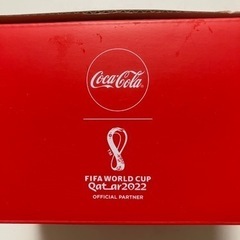 Coca-Cola
FIFA WORLD CUP
Qatar2022
OFFICIAL PARTNER